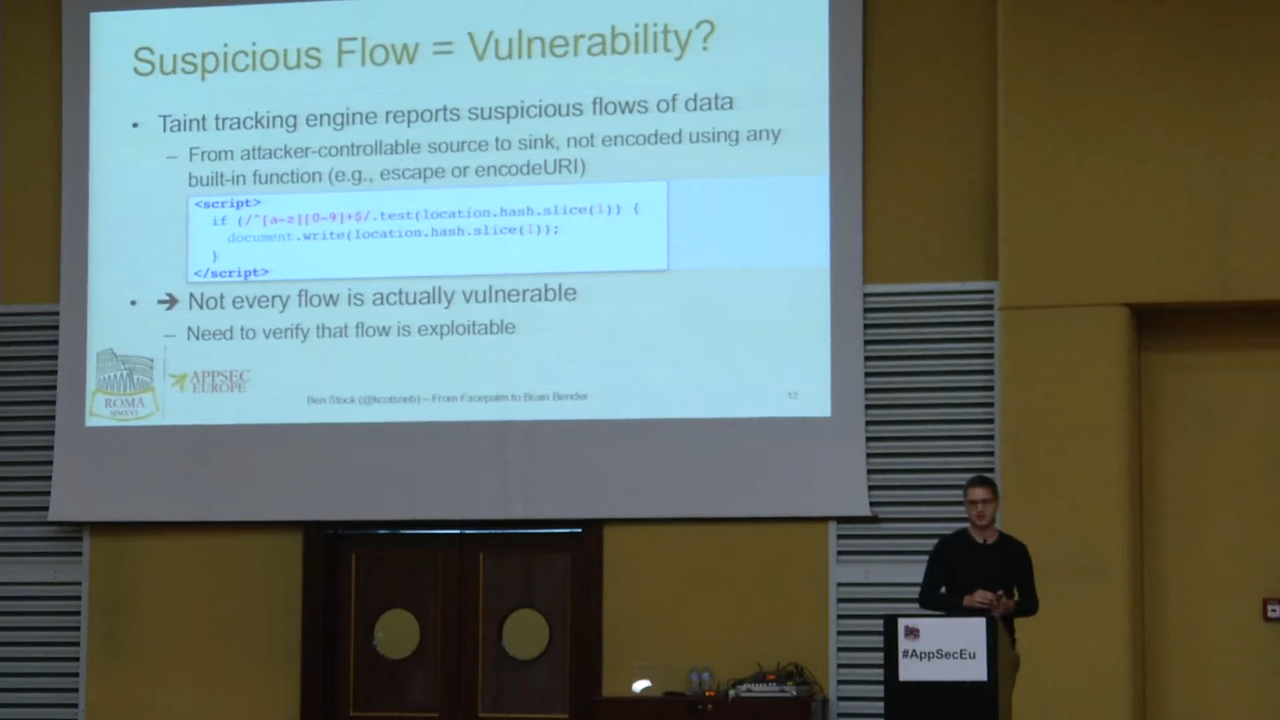 Suspicious Flow = Vulnerability?
• Taint tracking engine reports suspicious flows of data
– From attacker-controllable source to sink, not encoded using any
built-in function (e.g., escape or encodeURI)
<script>
if (/^[a-z][0-9]+$/.test(location.hash.slice(1)) {
document.write(location.hash.slice(1));
}
</script>
• ➔ Not every flow is actually vulnerable
– Need to verify that flow is exploitable
ROMA
MMXVI
APPSEC
EUROPE
Ben Stock (@kcotsneb) – From Facepalm to Brain Bender
12
#AppSecEu